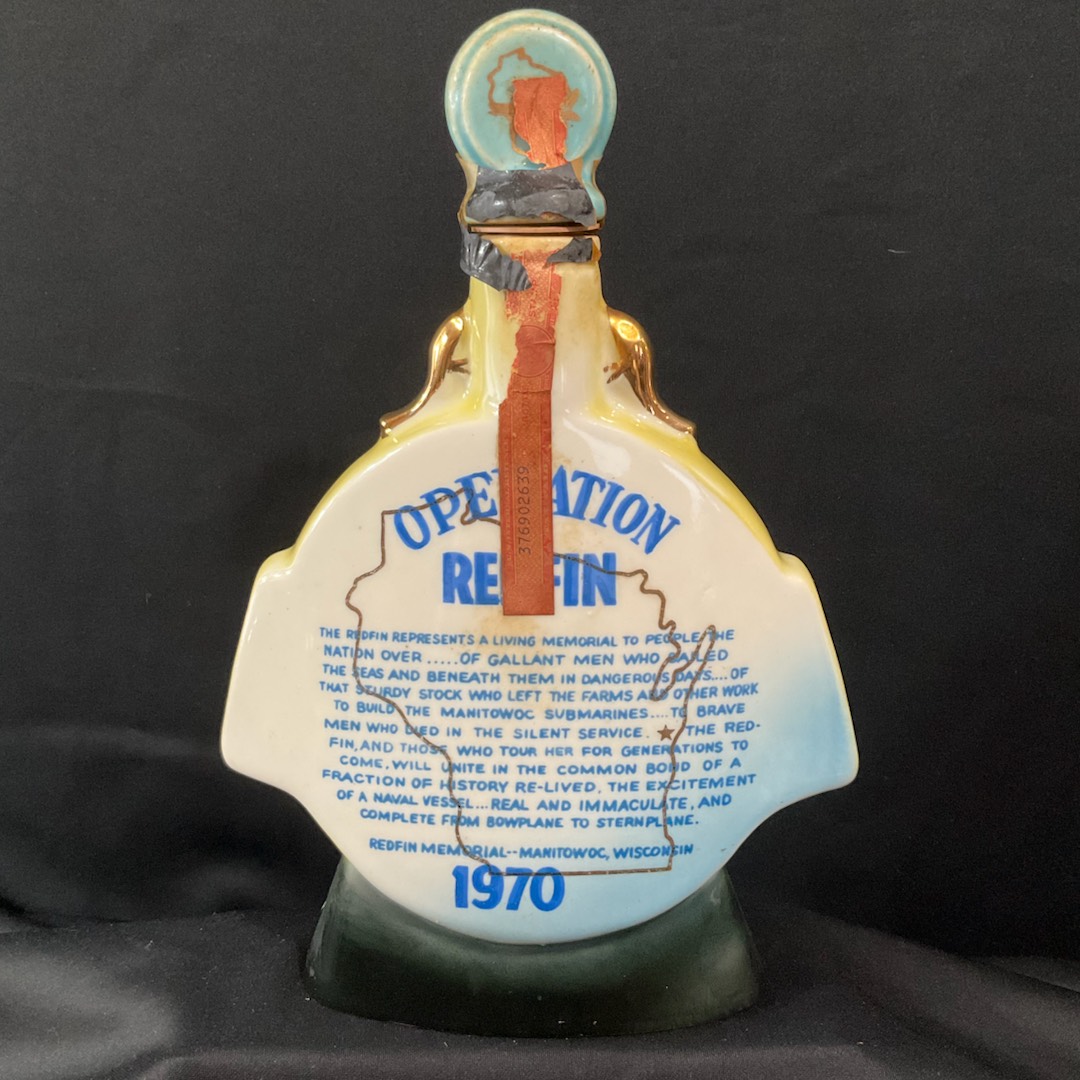 376902639
OPERATION
REDFIN
THE REDFIN REPRESENTS A LIVING MEMORIAL TO PEOPLE THE
NATION OVER .....OF GALLANT MEN WHO SAILED
THE SEAS AND BENEATH THEM IN DANGEROUS DAYS....OF
THAT STURDY STOCK WHO LEFT THE FARMS AND OTHER WORK
TO BUILD THE MANITOWOC SUBMARINES....TO BRAVE
MEN WHO DIED IN THE SILENT SERVICE. THE RED-
FIN, AND THOSE WHO TOUR HER FOR GENERATIONS TO
COME, WILL UNITE IN THE COMMON BOND OF A
FRACTION OF HISTORY RE-LIVED, THE EXCITEMENT
OF A NAVAL VESSEL...REAL AND IMMACULATE, AND
COMPLETE FROM BOWPLANE TO STERNPLANE.
REDFIN MEMORIAL--MANITOWOC, WISCONSIN
1970